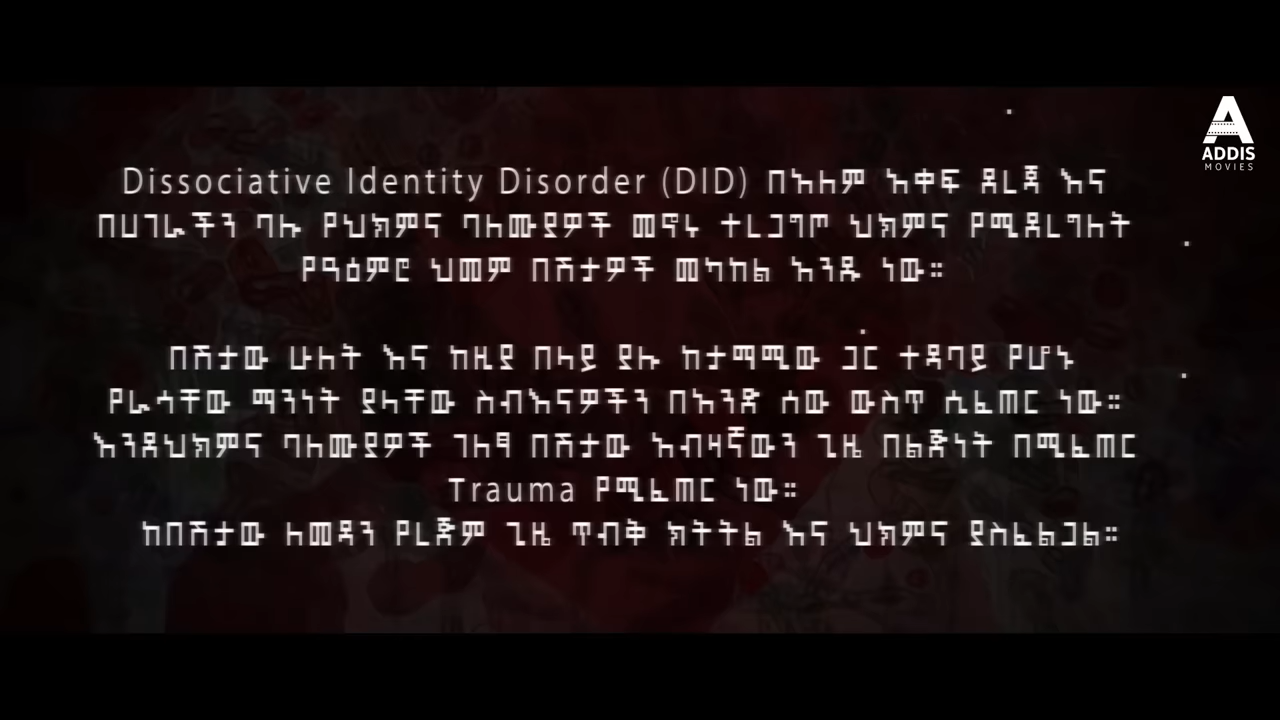 Dissociative Identity Disorder (DID) በአለም አቀፍ ደረጃ እና
በሀገራችን ባሉ የህክምና ባለሙያዎች መኖሩ ተረጋግጦ ህክምና የሚደረግለት
የዓዕምሮ ህመም በሽታዎች መካከል አንዱ ነው።
በሽታው ሁለት እና ከዚያ በላይ ያሉ ከታማሚው ጋር ተዳባይ የሆኑ
የራሳቸው ማንነት ያላቸው ስብእናዎችን በአንድ ሰው ውስጥ ሲፈጠር ነው።
እንደህክምና ባለሙያዎች ገለፃ በሽታው አብዛኛውን ጊዜ በልጅነት በሚፈጠር
Trauma የሚፈጠር ነው።
ከበሽታው ለመዳን የረጅም ጊዜ ጥብቅ ክትትል እና ህክምና ያስፈልጋል።
ADDIS
MOVIES